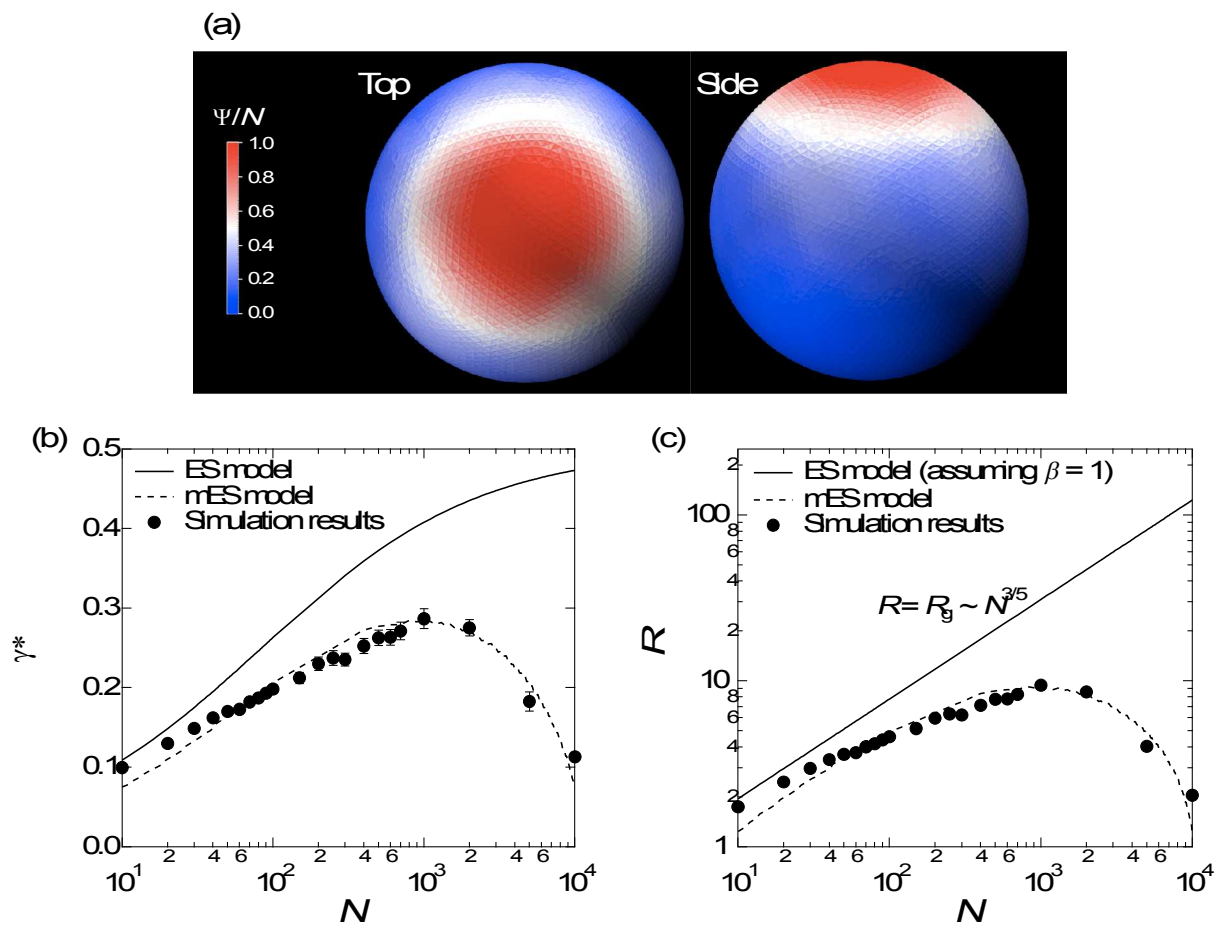 (a)
Top
Side
Ψ/N
1.0
0.8
0.6
0.4
0.2
0.0
(b)
0.5
0.4
0.3
0.2
0.1
0.0
γ*
ES model
mES model
Simulation results
10¹ 2 4 6 10² 2 4 6 10³ 2 4 6 10⁴
N
(c)
2
100
8
6
4
2
10
8
6
4
2
1
R
ES model (assuming β = 1)
mES model
Simulation results
R = Rg ~ N^3/5
10¹ 2 4 6 10² 2 4 6 10³ 2 4 6 10⁴
N